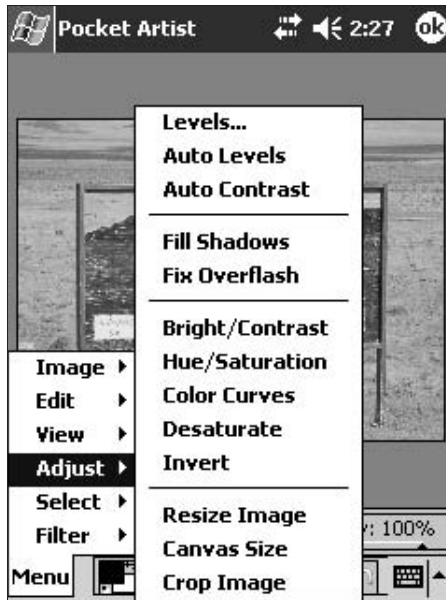 Pocket Artist 2:27 ok
Levels...
Auto Levels
Auto Contrast
Fill Shadows
Fix Overflash
Bright/Contrast
Hue/Saturation
Color Curves
Desaturate
Invert
Resize Image
Canvas Size
Crop Image
Image
Edit
View
Adjust
Select
Filter
: 100%
Menu